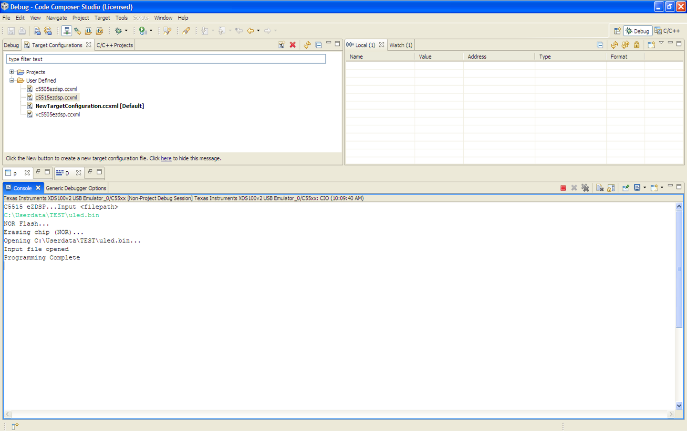 Debug - Code Composer Studio (Licensed)
File Edit View Navigate Project Target Tools Scripts Window Help
Debug C/C++
Debug Target Configurations C/C++ Projects
Local (1) Watch (1)
type filter text
Name Value Address Type Format
Projects
User Defined
c5505ezdsp.ccxml
c5515ezdsp.ccxml
NewTargetConfiguration.ccxml [Default]
vc5505ezdsp.ccxml
Click the New button to create a new target configuration file. Click here to hide this message.
p D
Console Generic Debugger Options
Texas Instruments XDS100v2 USB Emulator_0/C55xx [Non-Project Debug Session] Texas Instruments XDS100v2 USB Emulator_0/C55xx: CIO (10:09:40 AM)
C5515 eZDSP...Input <filepath>
C:\Userdata\TEST\uled.bin
NOR Flash...
Erasing chip (NOR)...
Opening C:\Userdata\TEST\uled.bin...
Input file opened
Programming Complete